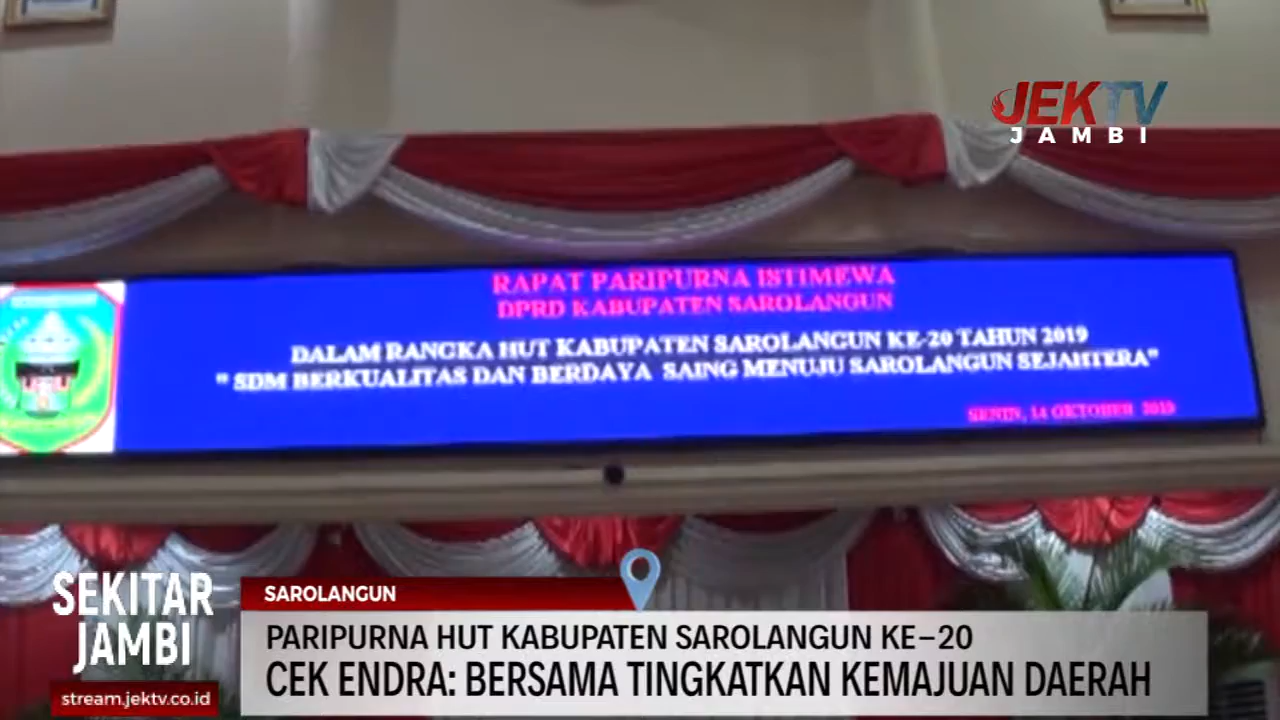 JEKTV
JAMBI
RAPAT PARIPURNA ISTIMEWA
DPRD KABUPATEN SAROLANGUN
DALAM RANGKA HUT KABUPATEN SAROLANGUN KE-20 TAHUN 2019
" SDM BERKUALITAS DAN BERDAYA SAING MENUJU SAROLANGUN SEJAHTERA"
SENIN, 14 OKTOBER 2019
SEKITAR
JAMBI
stream.jektv.co.id
SAROLANGUN
PARIPURNA HUT KABUPATEN SAROLANGUN KE-20
CEK ENDRA: BERSAMA TINGKATKAN KEMAJUAN DAERAH